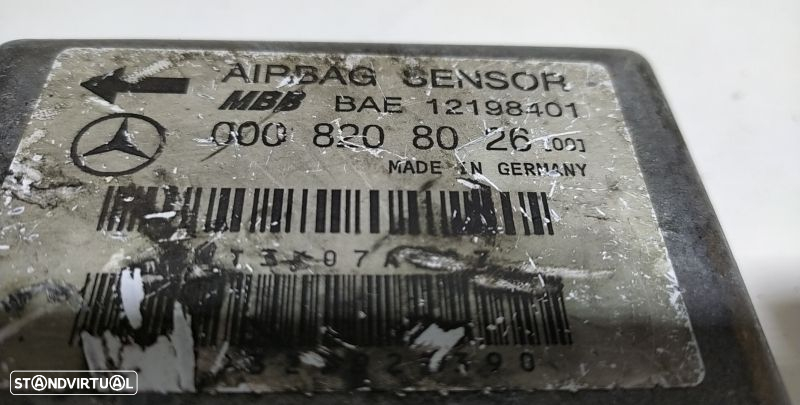 AIRBAG SENSOR
MBB BAE 12198401
000 820 80 26 [00]
MADE IN GERMANY
STANDVIRTUAL